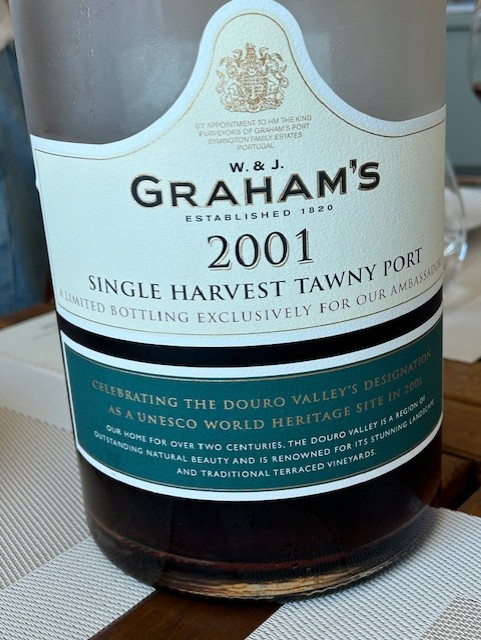 BY APPOINTMENT TO HM THE KING
PURVEYORS OF GRAHAM'S PORT
SYMINGTON FAMILY ESTATES
PORTUGAL
W. & J.
GRAHAM'S
ESTABLISHED 1820
2001
SINGLE HARVEST TAWNY PORT
A LIMITED BOTTLING EXCLUSIVELY FOR OUR
CELEBRATING THE DOURO VALLEY'S DESIGNATION
AS A UNESCO WORLD HERITAGE SITE IN 2001
OUR HOME FOR OVER TWO CENTURIES. THE DOURO VALLEY IS A REGION OF
OUTSTANDING NATURAL BEAUTY AND IS RENOWNED FOR ITS STUNNING LANDSCAPE
AND TRADITIONAL TERRACED VINEYARDS.